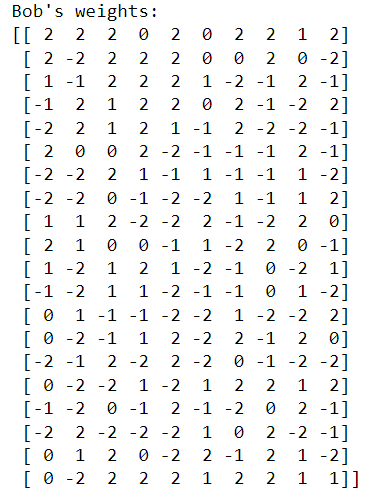 Bob's weights:
[[ 2  2  2  0  2  0  2  2  1  2]
 [ 2 -2  2  2  2  0  0  2  0 -2]
 [ 1 -1  2  2  2  1 -2 -1  2 -1]
 [-1  2  1  2  2  0  2 -1 -2  2]
 [-2  2  1  2  1 -1  2 -2 -2 -1]
 [ 2  0  0  2 -2 -1 -1 -1  2 -1]
 [-2 -2  2  1 -1  1 -1 -1  1 -2]
 [-2 -2  0 -1 -2 -2  1 -1  1  2]
 [ 1  1  2 -2 -2  2 -1 -2  2  0]
 [ 2  1  0  0 -1  1 -2  2  0 -1]
 [ 1 -2  1  2  1 -2 -1  0 -2  1]
 [-1 -2  1  1 -2 -1 -1  0  1 -2]
 [ 0  1 -1 -1 -2 -2  1 -2 -2  2]
 [ 0 -2 -1  1  2 -2  2 -1  2  0]
 [-2 -1  2 -2  2 -2  0 -1 -2 -2]
 [ 0 -2 -2  1 -2  1  2  2  1  2]
 [-1 -2  0 -1  2 -1 -2  0  2 -1]
 [-2  2 -2 -2 -2  1  0  2 -2 -1]
 [ 0  1  2  0 -2  2 -1  2  1 -2]
 [ 0 -2  2  2  2  1  2  2  1  1]]